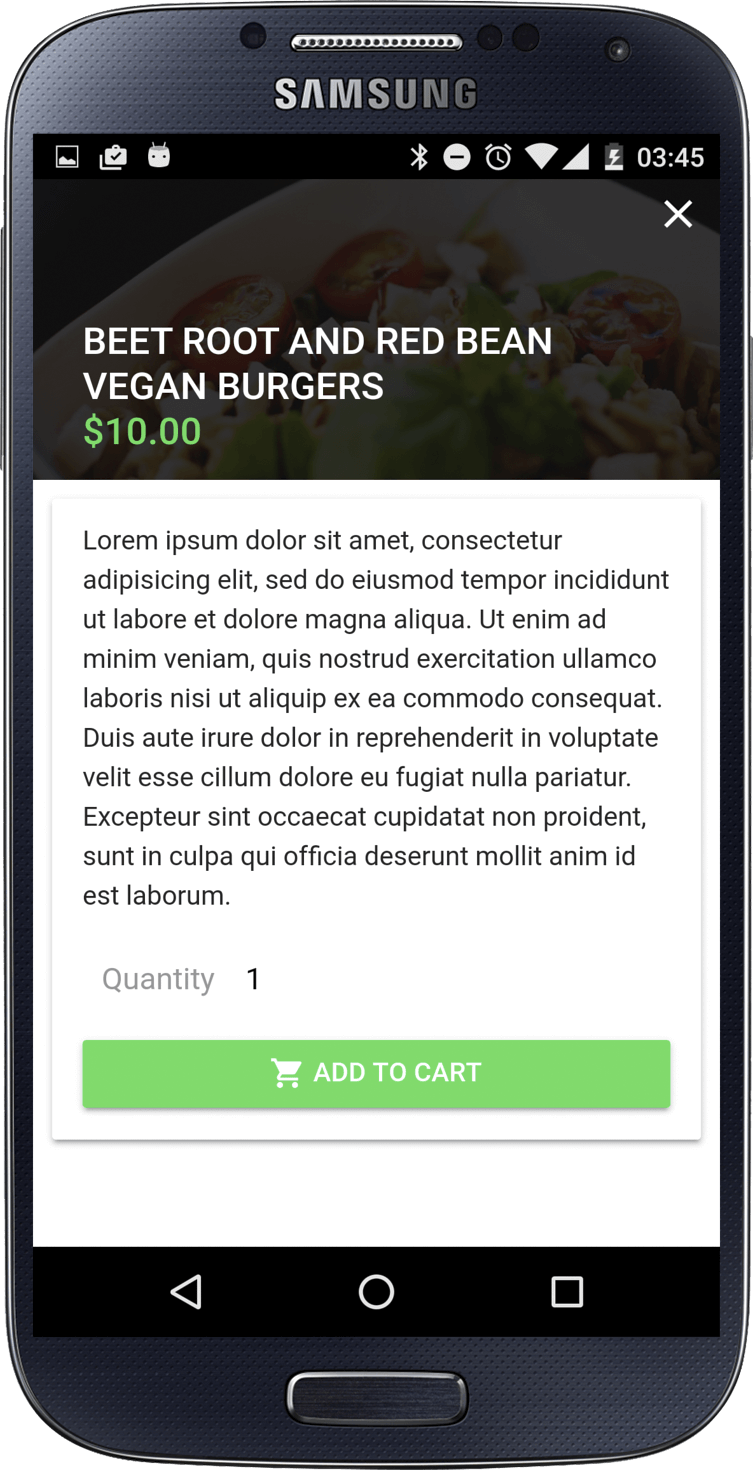 SAMSUNG
03:45
BEET ROOT AND RED BEAN
VEGAN BURGERS
$10.00
Lorem ipsum dolor sit amet, consectetur
adipisicing elit, sed do eiusmod tempor incididunt
ut labore et dolore magna aliqua. Ut enim ad
minim veniam, quis nostrud exercitation ullamco
laboris nisi ut aliquip ex ea commodo consequat.
Duis aute irure dolor in reprehenderit in voluptate
velit esse cillum dolore eu fugiat nulla pariatur.
Excepteur sint occaecat cupidatat non proident,
sunt in culpa qui officia deserunt mollit anim id
est laborum.
Quantity 1
ADD TO CART